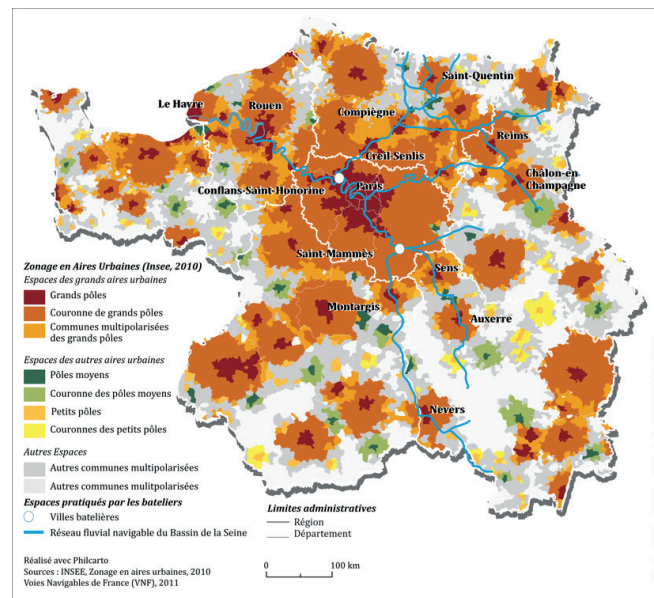 Saint-Quentin
Le Havre
Rouen
Compiègne
Reims
Creil-Senlis
Châlon-en
Champagne
Conflans-Saint-Honorine
Paris
Saint-Mammès
Sens
Montargis
Auxerre
Nevers
Zonage en Aires Urbaines (Insee, 2010)
Espaces des grands aires urbaines
Grands pôles
Couronne de grands pôles
Communes multipolarisées
des grands pôles
Espaces des autres aires urbaines
Pôles moyens
Couronne des pôles moyens
Petits pôles
Couronnes des petits pôles
Autres Espaces
Autres communes multipolarisées
Autres communes mulitpolarisées
Espaces pratiqués par les bateliers
Villes batelières
Réseau fluvial navigable du Bassin de la Seine
Limites administratives
Région
Département
Réalisé avec Philcarto
Sources : INSEE, Zonage en aires urbaines, 2010
Voies Navigables de France (VNF), 2011
0 100 km